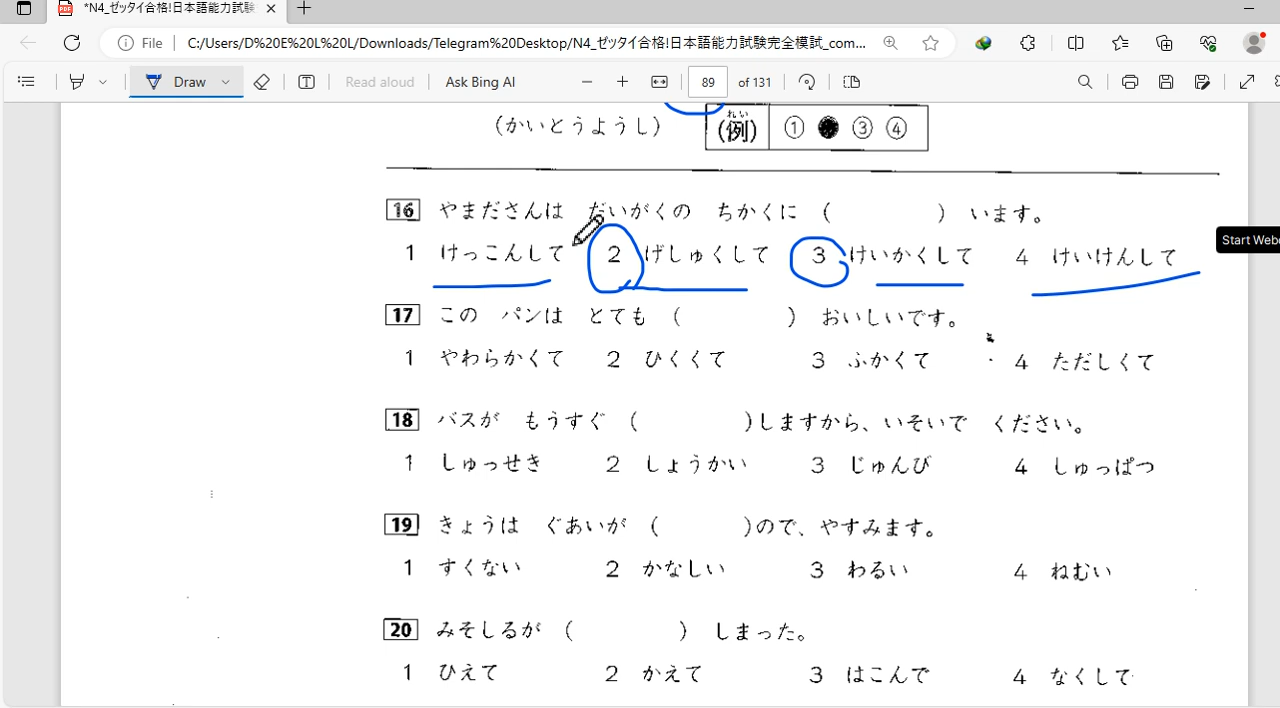 *N4_ゼッタイ合格!日本語能力試験
File C:/Users/D%20E%20L%20L/Downloads/Telegram%20Desktop/N4_ゼッタイ合格!日本語能力試験完全模試_com...
Draw Read aloud Ask Bing AI 89 of 131
(かいとうようし) (例) れい ① ③ ④
16 やまださんは だいがくの ちかくに ( ) います。
1 けっこんして 2 げしゅくして 3 けいかくして 4 けいけんして
Start Webc
17 この パンは とても ( ) おいしいです。
1 やわらかくて 2 ひくくて 3 ふかくて 4 ただしくて
18 バスが もうすぐ ( )しますから、いそいで ください。
1 しゅっせき 2 しょうかい 3 じゅんび 4 しゅっぱつ
19 きょうは ぐあいが ( )ので、やすみます。
1 すくない 2 かなしい 3 わるい 4 ねむい
20 みそしるが ( ) しまった。
1 ひえて 2 かえて 3 はこんで 4 なくして